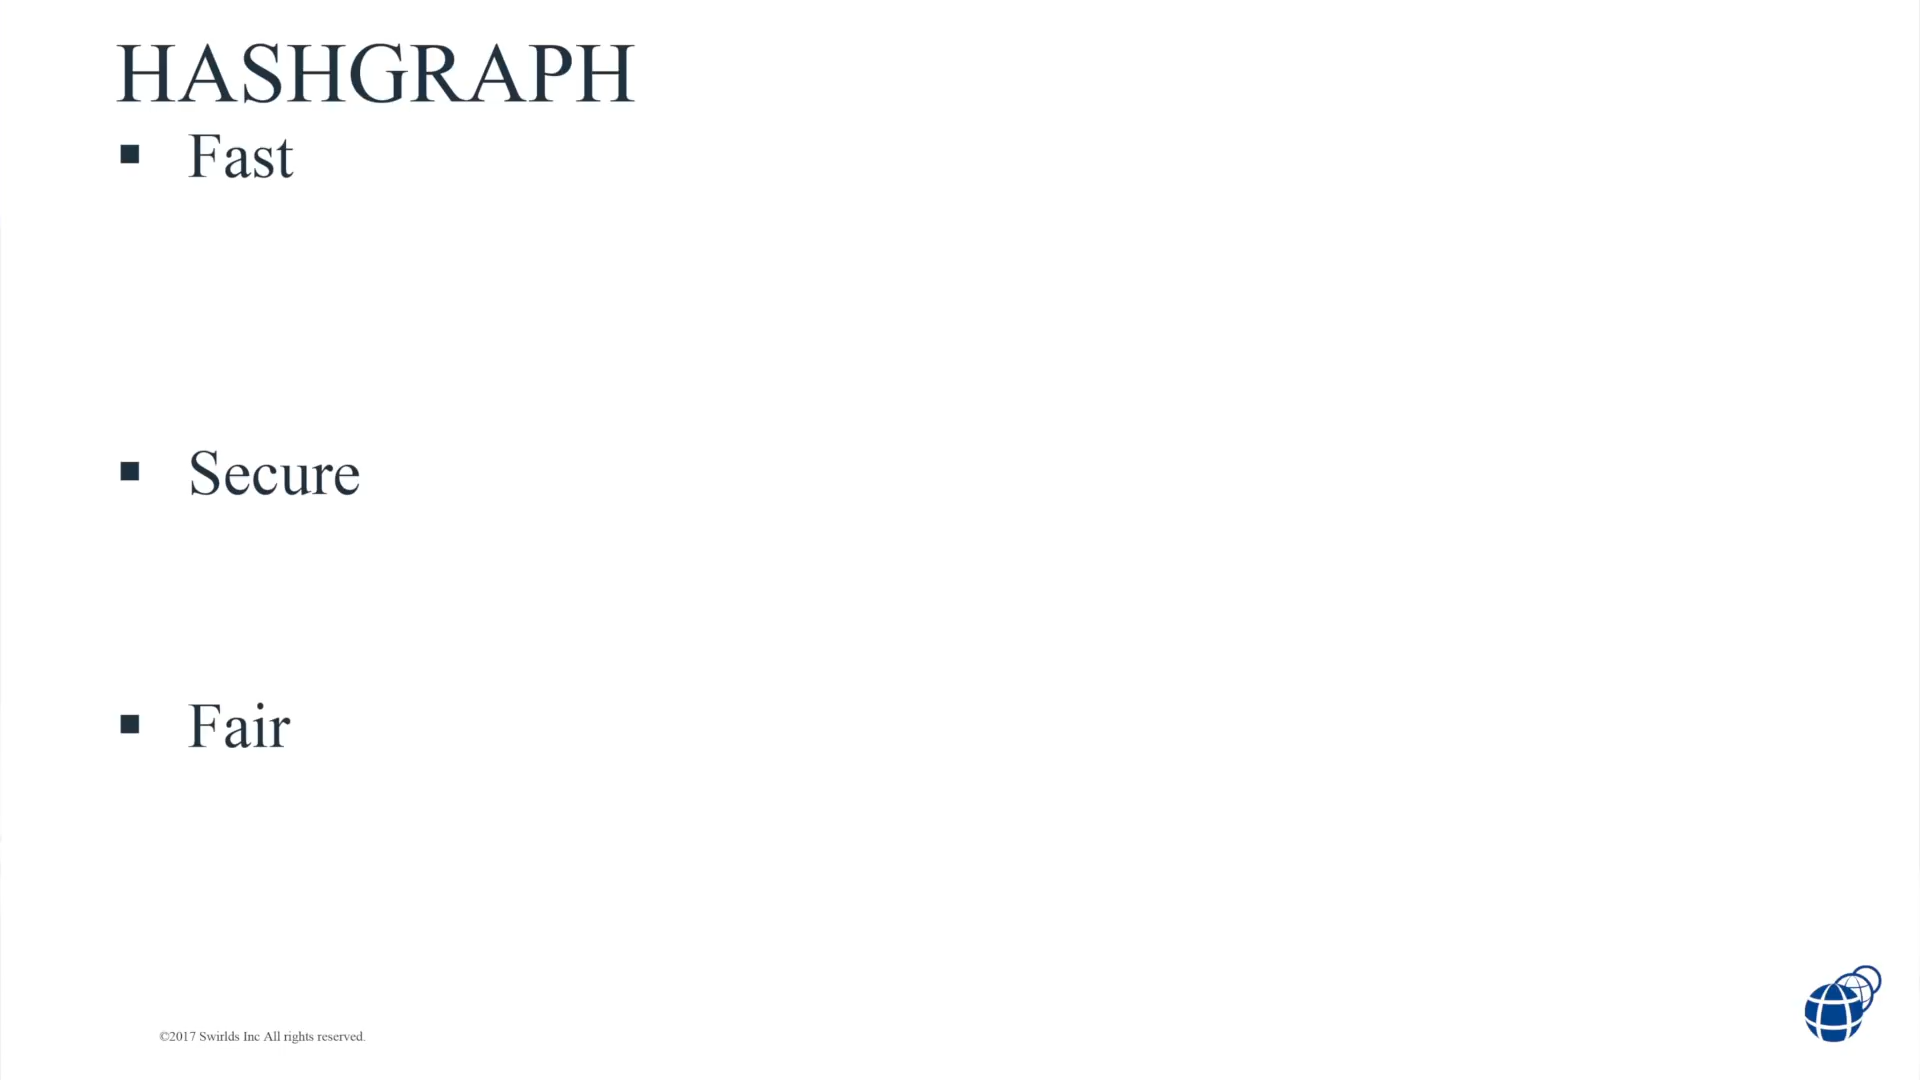 HASHGRAPH
▪ Fast
▪ Secure
▪ Fair
©2017 Swirlds Inc All rights reserved.